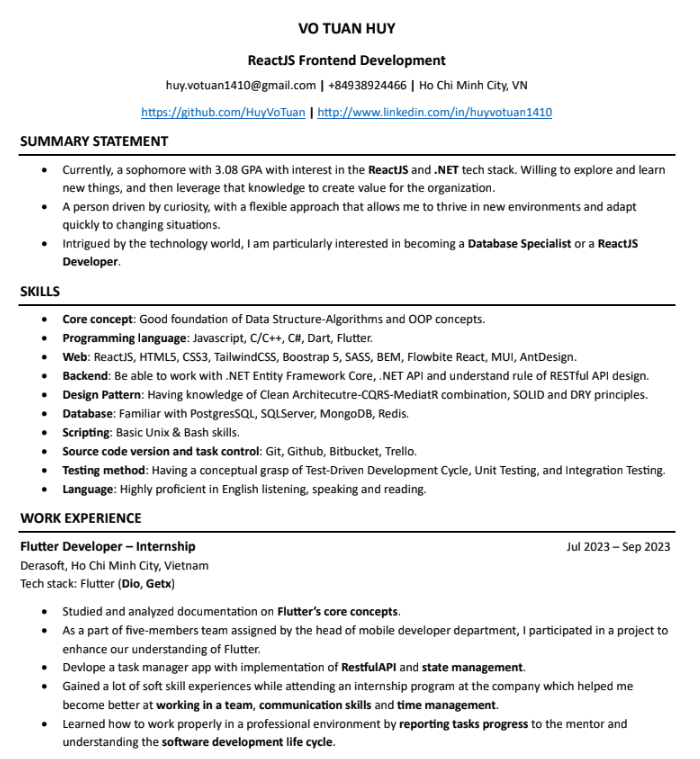 VO TUAN HUY
ReactJS Frontend Development
huy.votuan1410@gmail.com | +84938924466 | Ho Chi Minh City, VN
https://github.com/HuyVoTuan | http://www.linkedin.com/in/huyvotuan1410
SUMMARY STATEMENT
• Currently, a sophomore with 3.08 GPA with interest in the ReactJS and .NET tech stack. Willing to explore and learn
new things, and then leverage that knowledge to create value for the organization.
• A person driven by curiosity, with a flexible approach that allows me to thrive in new environments and adapt
quickly to changing situations.
• Intrigued by the technology world, I am particularly interested in becoming a Database Specialist or a ReactJS
Developer.
SKILLS
• Core concept: Good foundation of Data Structure-Algorithms and OOP concepts.
• Programming language: Javascript, C/C++, C#, Dart, Flutter.
• Web: ReactJS, HTML5, CSS3, TailwindCSS, Boostrap 5, SASS, BEM, Flowbite React, MUI, AntDesign.
• Backend: Be able to work with .NET Entity Framework Core, .NET API and understand rule of RESTful API design.
• Design Pattern: Having knowledge of Clean Architecutre-CQRS-MediatR combination, SOLID and DRY principles.
• Database: Familiar with PostgresSQL, SQLServer, MongoDB, Redis.
• Scripting: Basic Unix & Bash skills.
• Source code version and task control: Git, Github, Bitbucket, Trello.
• Testing method: Having a conceptual grasp of Test-Driven Development Cycle, Unit Testing, and Integration Testing.
• Language: Highly proficient in English listening, speaking and reading.
WORK EXPERIENCE
Flutter Developer – Internship Jul 2023 – Sep 2023
Derasoft, Ho Chi Minh City, Vietnam
Tech stack: Flutter (Dio, Getx)
• Studied and analyzed documentation on Flutter's core concepts.
• As a part of five-members team assigned by the head of mobile developer department, I participated in a project to
enhance our understanding of Flutter.
• Devlope a task manager app with implementation of RestfulAPI and state management.
• Gained a lot of soft skill experiences while attending an internship program at the company which helped me
become better at working in a team, communication skills and time management.
• Learned how to work properly in a professional environment by reporting tasks progress to the mentor and
understanding the software development life cycle.